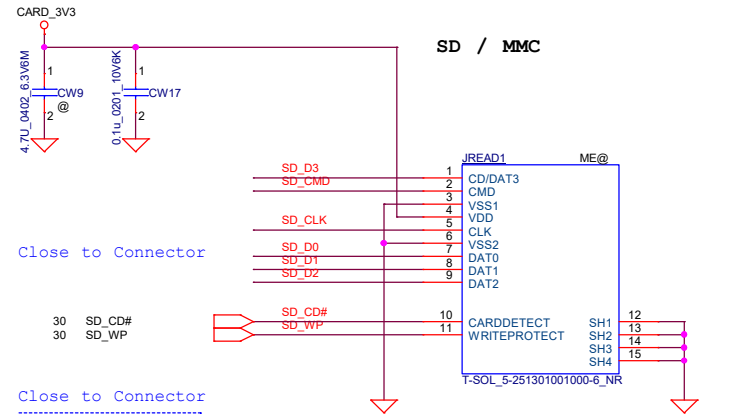 CARD_3V3
SD / MMC
4.7U_0402_6.3V6M
1
CW9
@
2
0.1u_0201_10V6K
1
CW17
2
JREAD1
ME@
SD_D3
1
CD/DAT3
SD_CMD
2
CMD
3
VSS1
4
VDD
SD_CLK
5
CLK
6
VSS2
SD_D0
7
DAT0
SD_D1
8
DAT1
SD_D2
9
DAT2
Close to Connector
30 SD_CD#
SD_CD#
10
CARDDETECT
30 SD_WP
SD_WP
11
WRITEPROTECT
SH1
12
SH2
13
SH3
14
SH4
15
T-SOL_5-251301001000-6_NR
Close to Connector